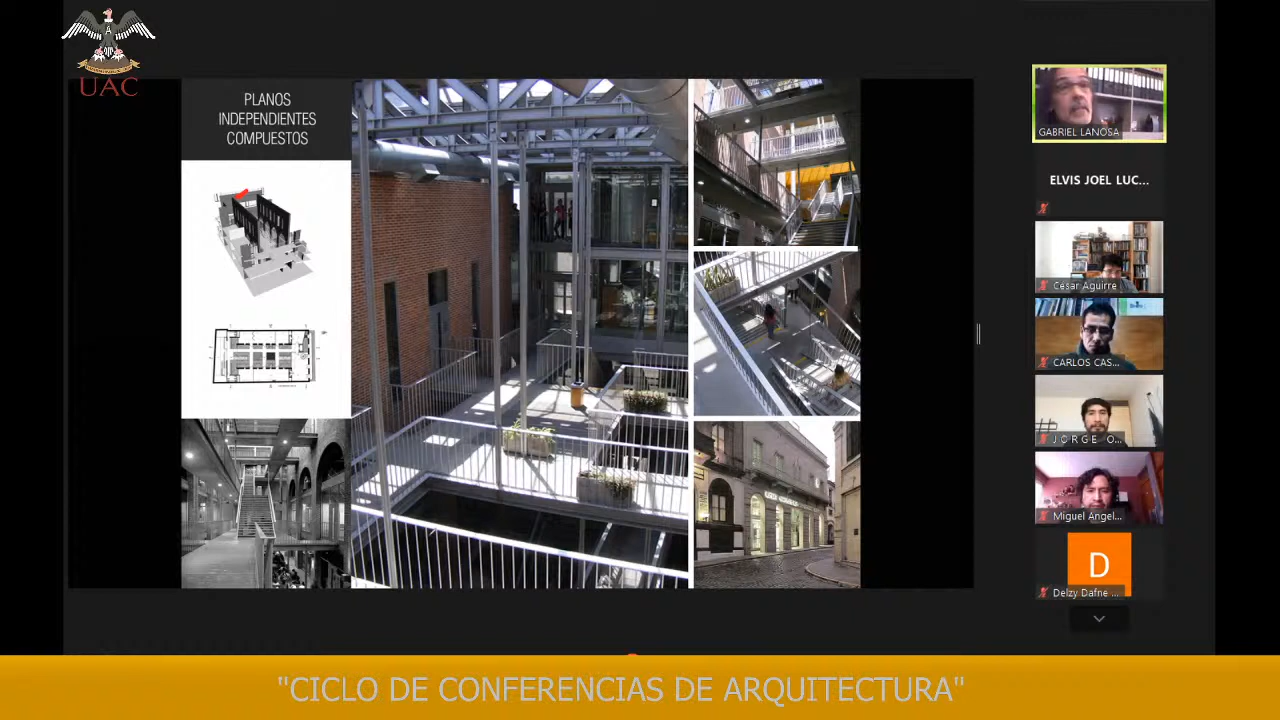 UAC
PLANOS
INDEPENDIENTES
COMPUESTOS
GABRIEL LANOSA
ELVIS JOEL LUC...
César Aguirre
CARLOS CAS...
J O R G E O...
Miguel Angel...
D
Delzy Dafne ...
"CICLO DE CONFERENCIAS DE ARQUITECTURA"